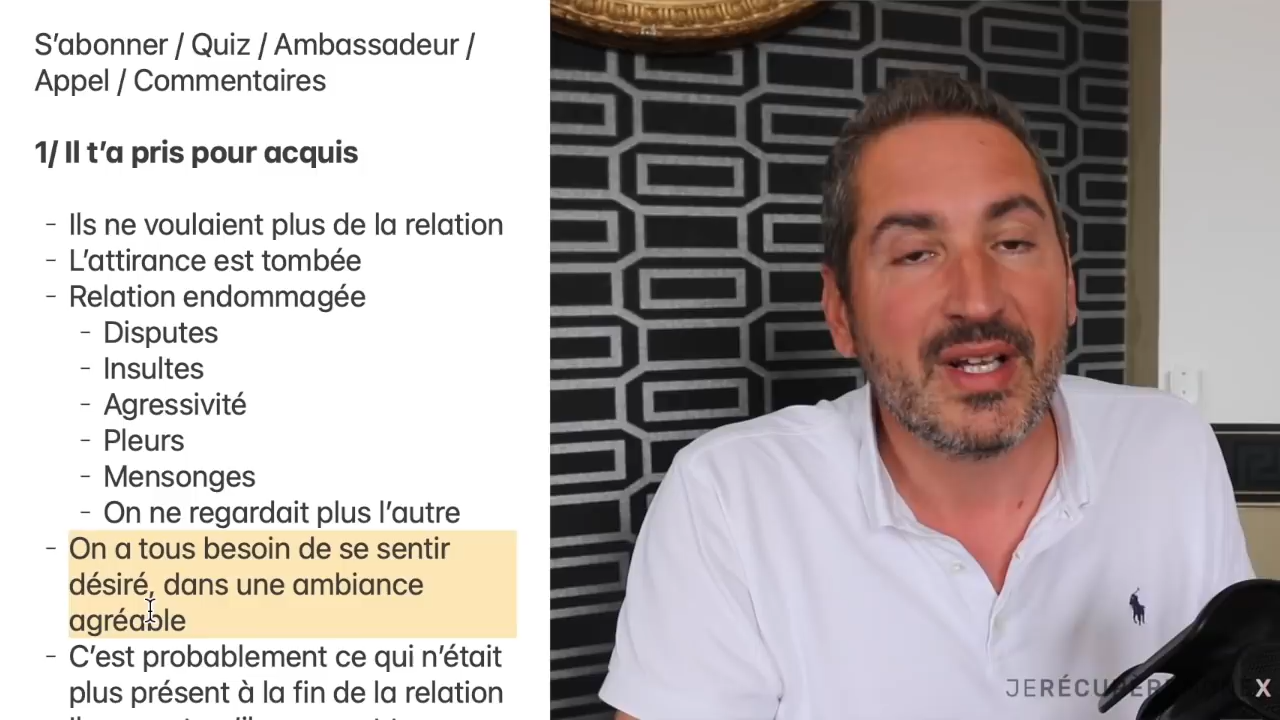 S'abonner / Quiz / Ambassadeur /
Appel / Commentaires
1/ Il t'a pris pour acquis
- Ils ne voulaient plus de la relation
- L'attirance est tombée
- Relation endommagée
- Disputes
- Insultes
- Agressivité
- Pleurs
- Mensonges
- On ne regardait plus l'autre
- On a tous besoin de se sentir
désiré, dans une ambiance
agréable
- C'est probablement ce qui n'était
plus présent à la fin de la relation